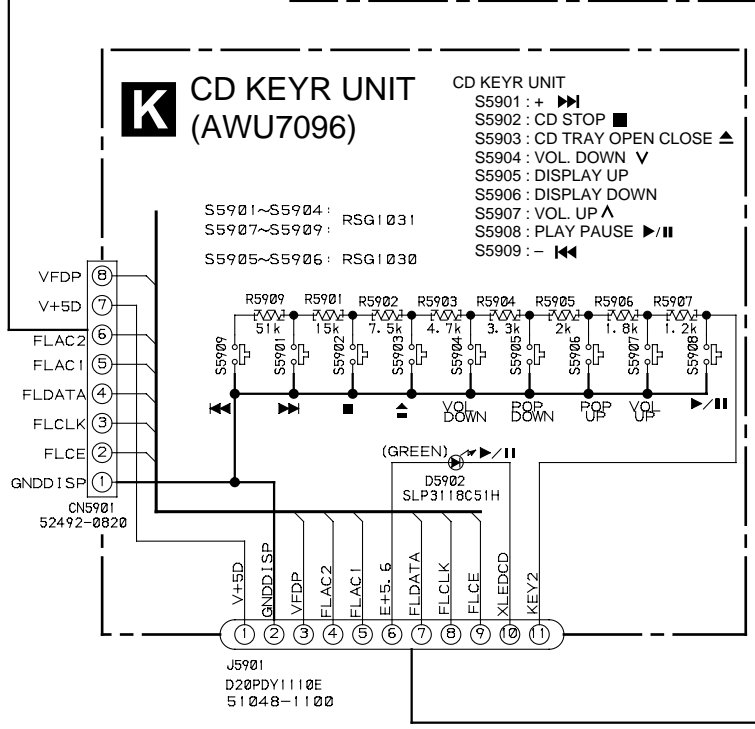 K CD KEYR UNIT
(AWU7096)
CD KEYR UNIT
S5901 : + ▶▶|
S5902 : CD STOP ■
S5903 : CD TRAY OPEN CLOSE ⏏
S5904 : VOL. DOWN ∨
S5905 : DISPLAY UP
S5906 : DISPLAY DOWN
S5907 : VOL. UP ∧
S5908 : PLAY PAUSE ▶/❚❚
S5909 : – |◀◀
S5901~S5904 :
S5907~S5909 :
RSG1031
S5905~S5906 : RSG1030
VFDP 8
V+5D 7
FLAC2 6
FLAC1 5
FLDATA 4
FLCLK 3
FLCE 2
GNDDISP 1
CN5901
52492-0820
R5909 R5901 R5902 R5903 R5904 R5905 R5906 R5907
51k 15k 7.5k 4.7k 3.3k 2k 1.8k 1.2k
S5909 S5901 S5902 S5903 S5904 S5905 S5906 S5907 S5908
|◀◀ ▶▶| ■ ⏏ VOL DOWN POP DOWN POP UP VOL UP ▶/❚❚
(GREEN) ▶/❚❚
D5902
SLP3118C51H
V+5D GNDDISP VFDP FLAC2 FLAC1 E+5.6 FLDATA FLCLK FLCE XLEDCD KEY2
1 2 3 4 5 6 7 8 9 10 11
J5901
D20PDY1110E
51048-1100